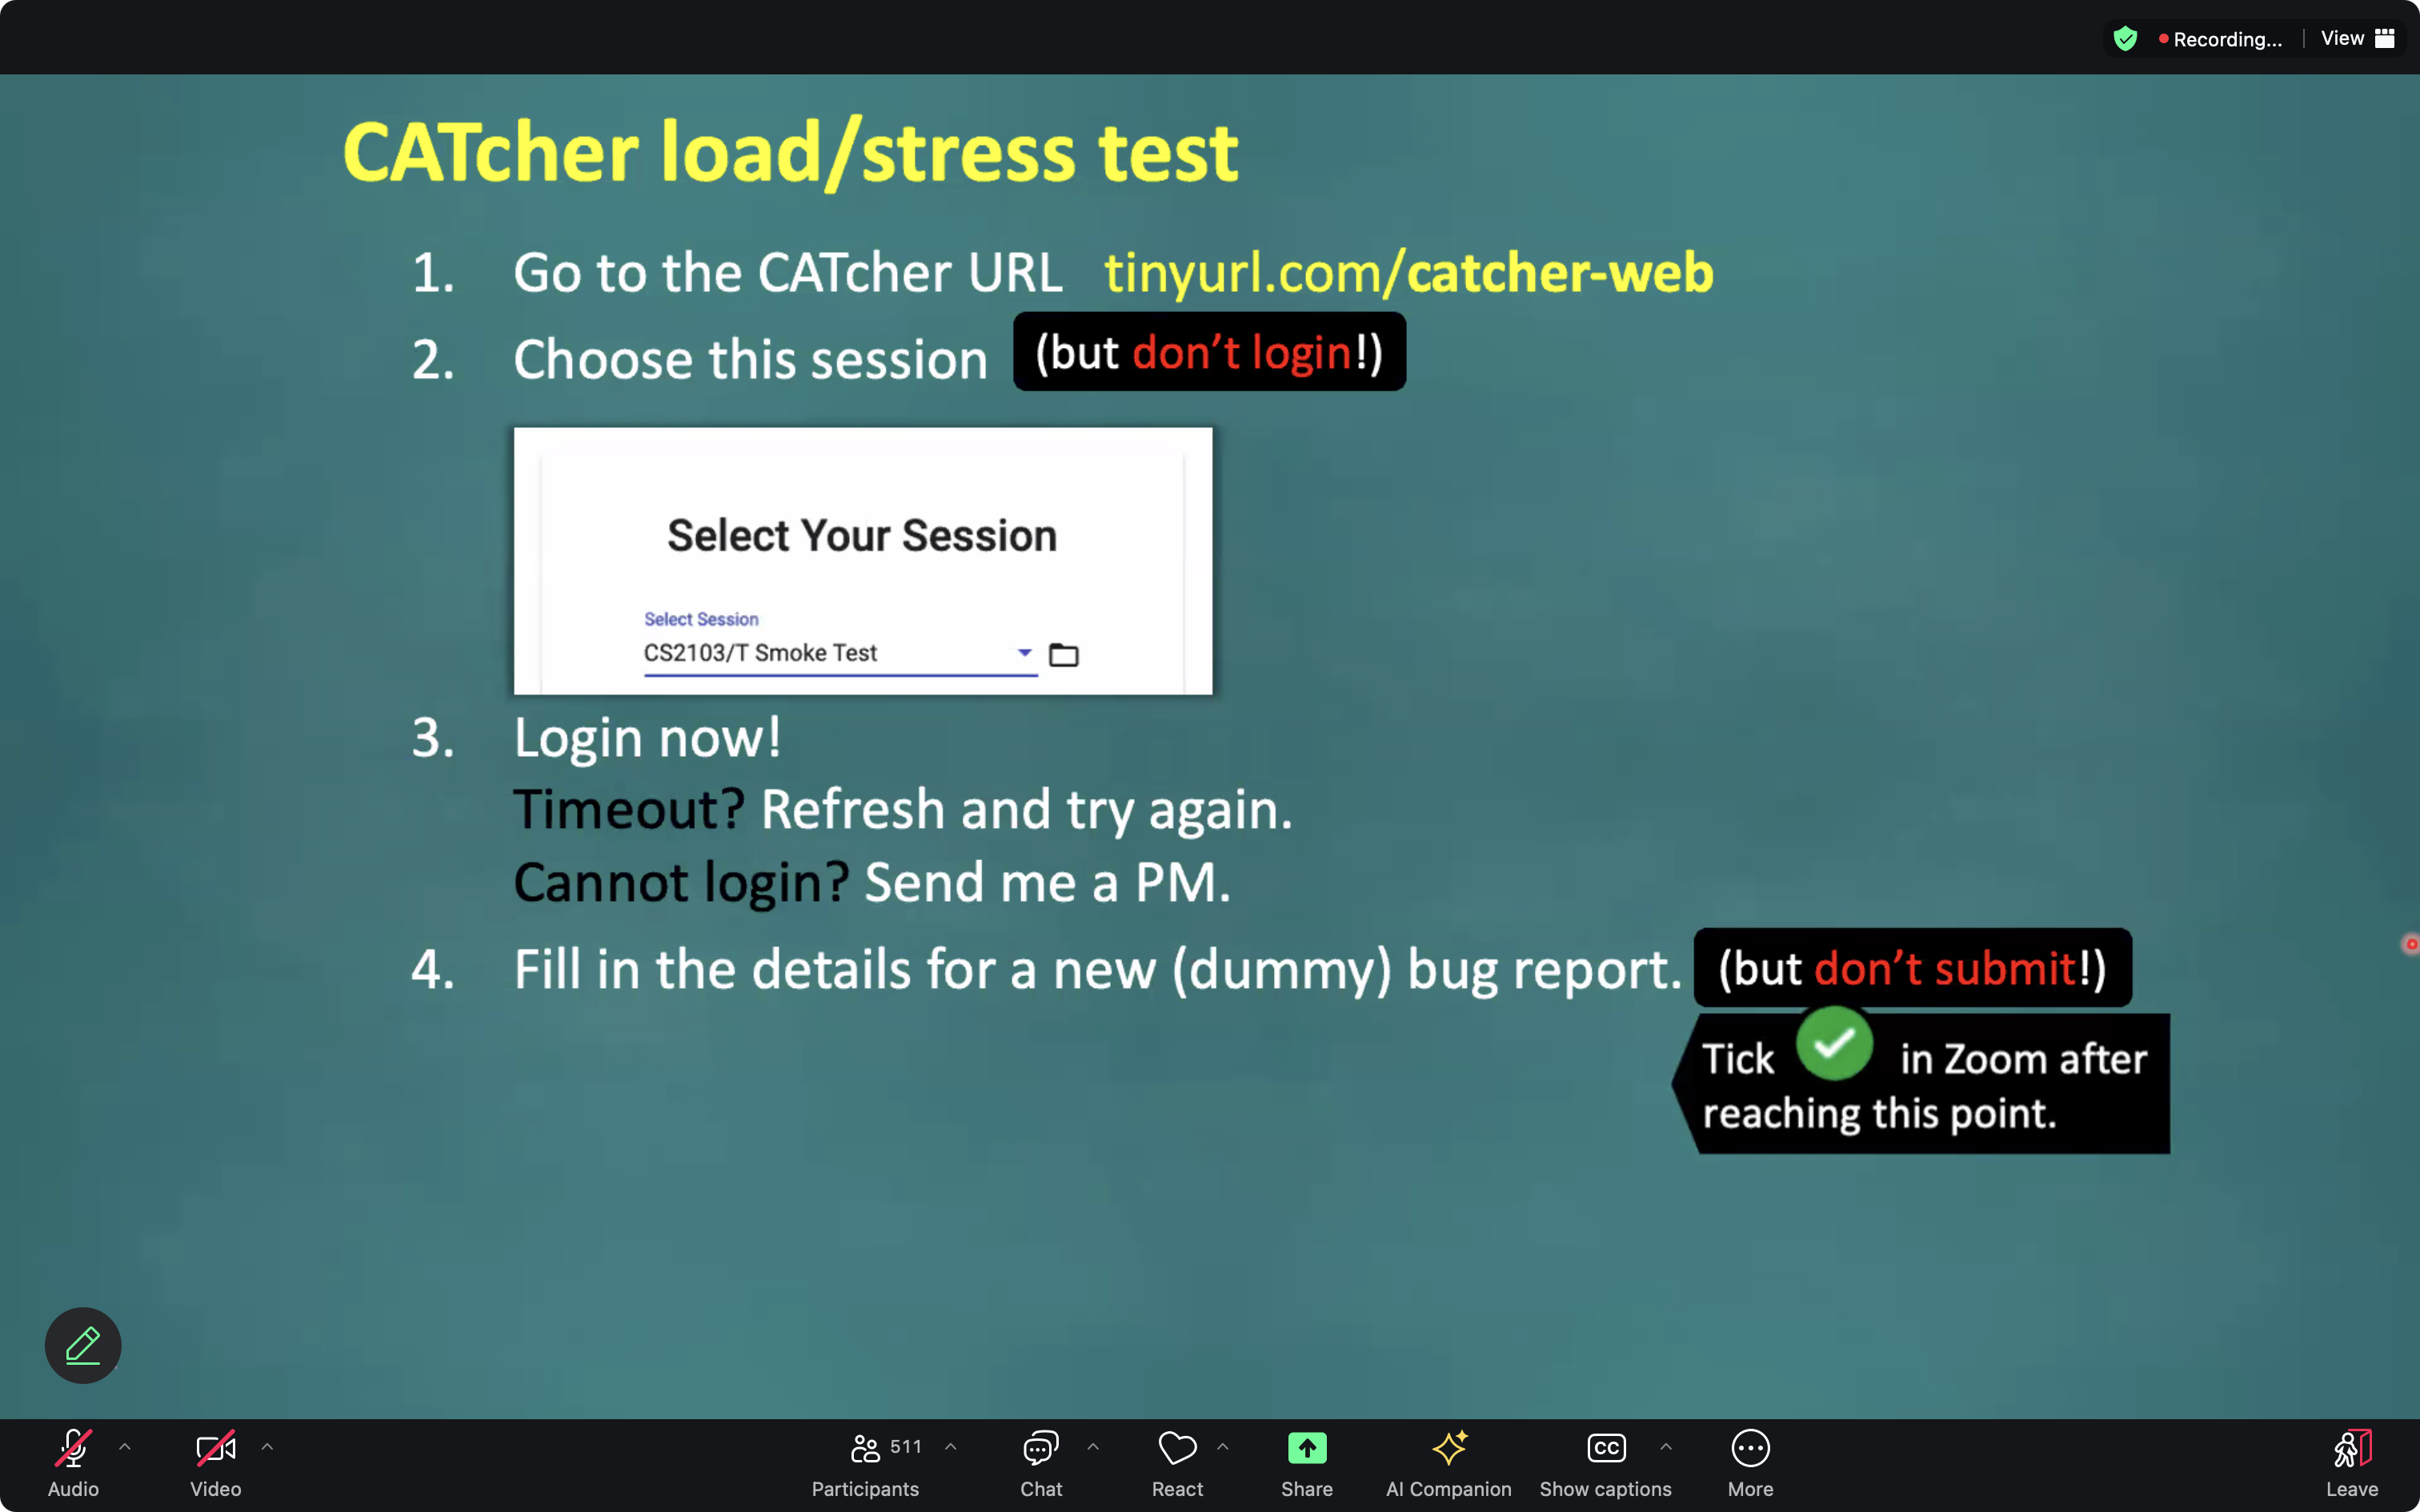 Recording...
View
CATcher load/stress test
1. Go to the CATcher URL tinyurl.com/catcher-web
2. Choose this session (but don't login!)
Select Your Session
Select Session
CS2103/T Smoke Test
3. Login now!
Timeout? Refresh and try again.
Cannot login? Send me a PM.
4. Fill in the details for a new (dummy) bug report. (but don't submit!)
Tick in Zoom after
reaching this point.
511
CC
Audio Video Participants Chat React Share AI Companion Show captions More Leave